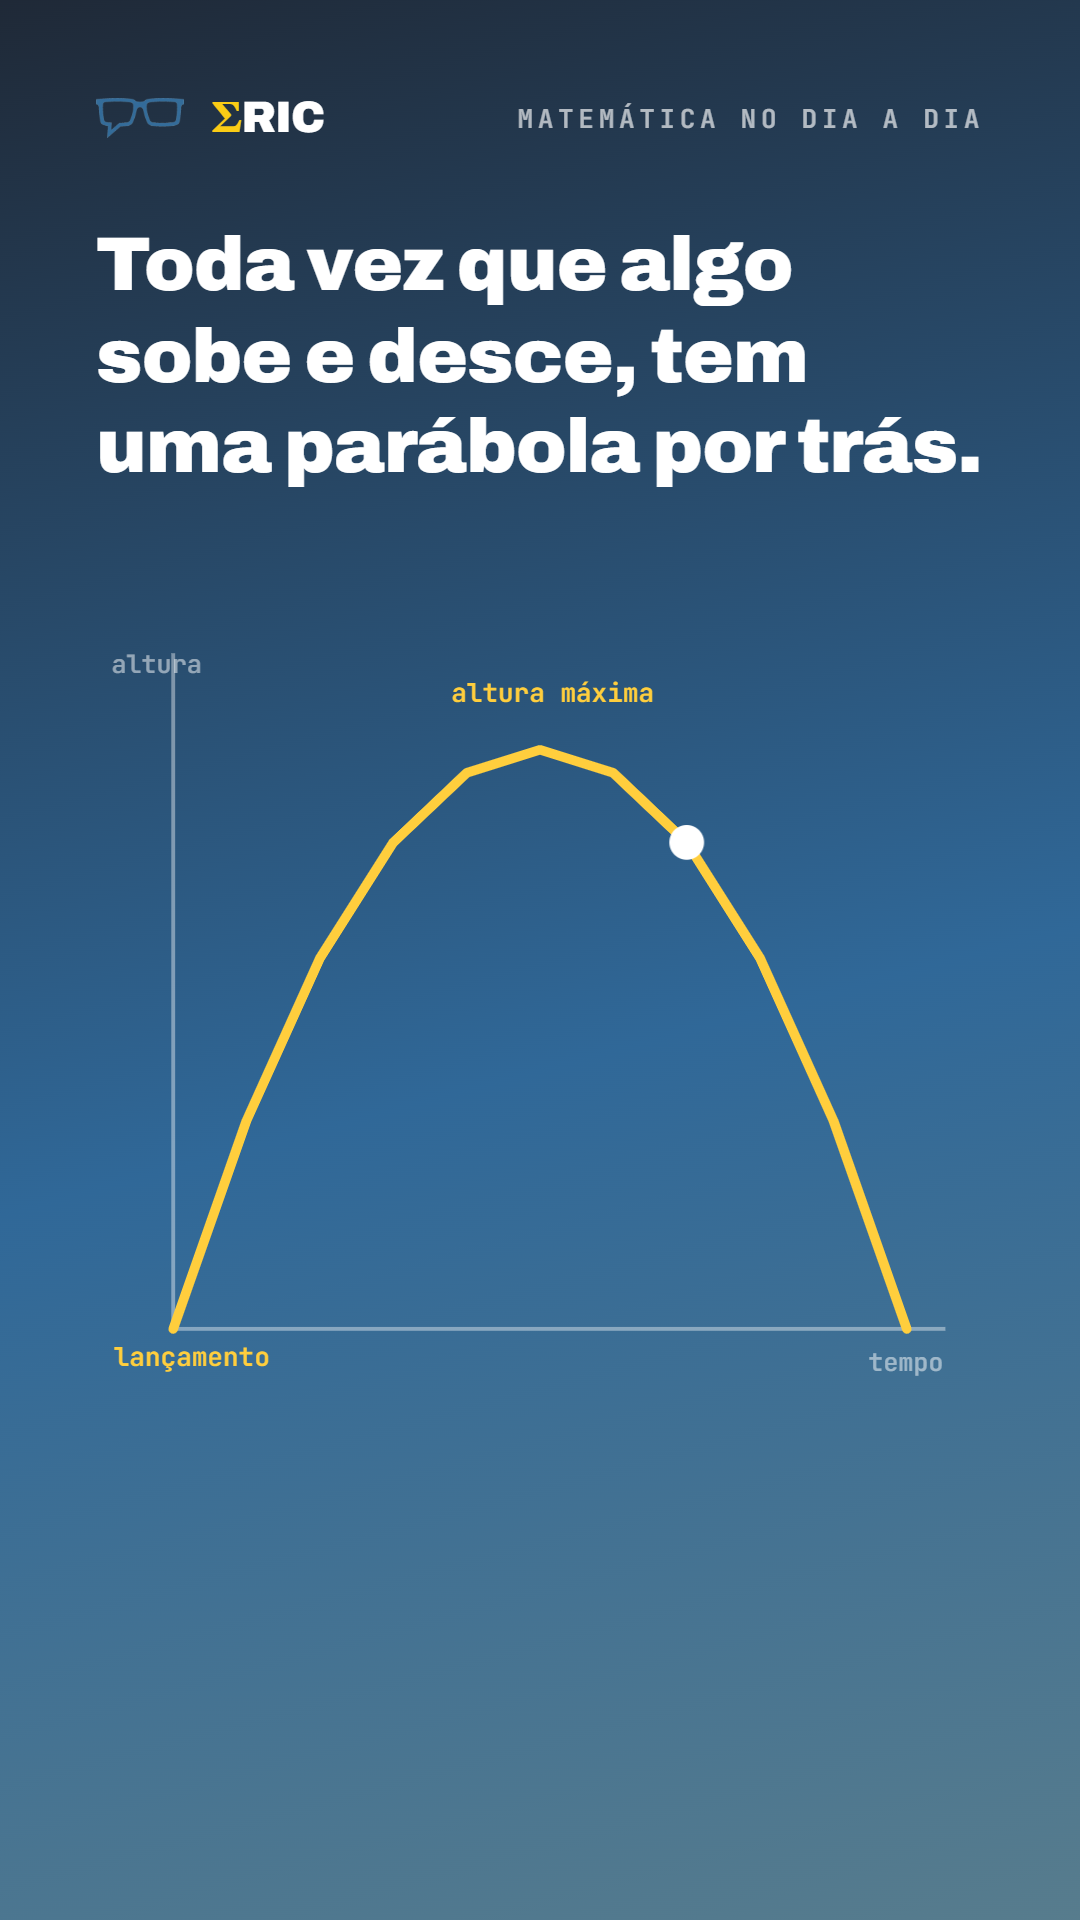 ΣRIC
MATEMÁTICA NO DIA A DIA
Toda vez que algo
sobe e desce, tem
uma parábola por trás.
altura
altura máxima
lançamento
tempo